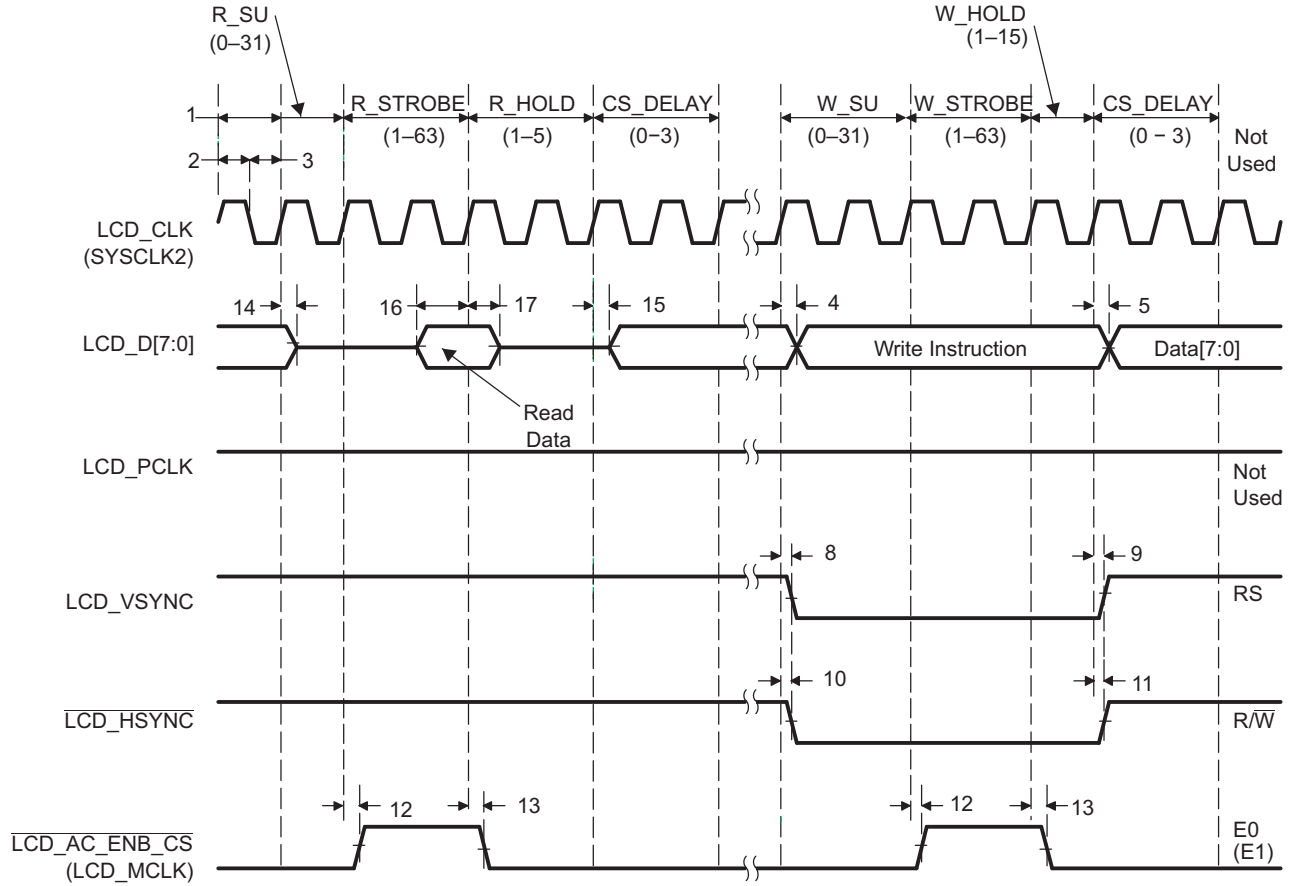 R_SU
(0–31)
W_HOLD
(1–15)
1
R_STROBE
R_HOLD
CS_DELAY
W_SU
W_STROBE
CS_DELAY
(1–63)
(1–5)
(0–3)
(0–31)
(1–63)
(0 – 3)
Not
Used
2
3
LCD_CLK
(SYSCLK2)
14
16
17
15
4
5
LCD_D[7:0]
Write Instruction
Data[7:0]
Read
Data
LCD_PCLK
Not
Used
8
9
LCD_VSYNC
RS
10
11
LCD_HSYNC
R/W
12
13
12
13
LCD_AC_ENB_CS
(LCD_MCLK)
E0
(E1)